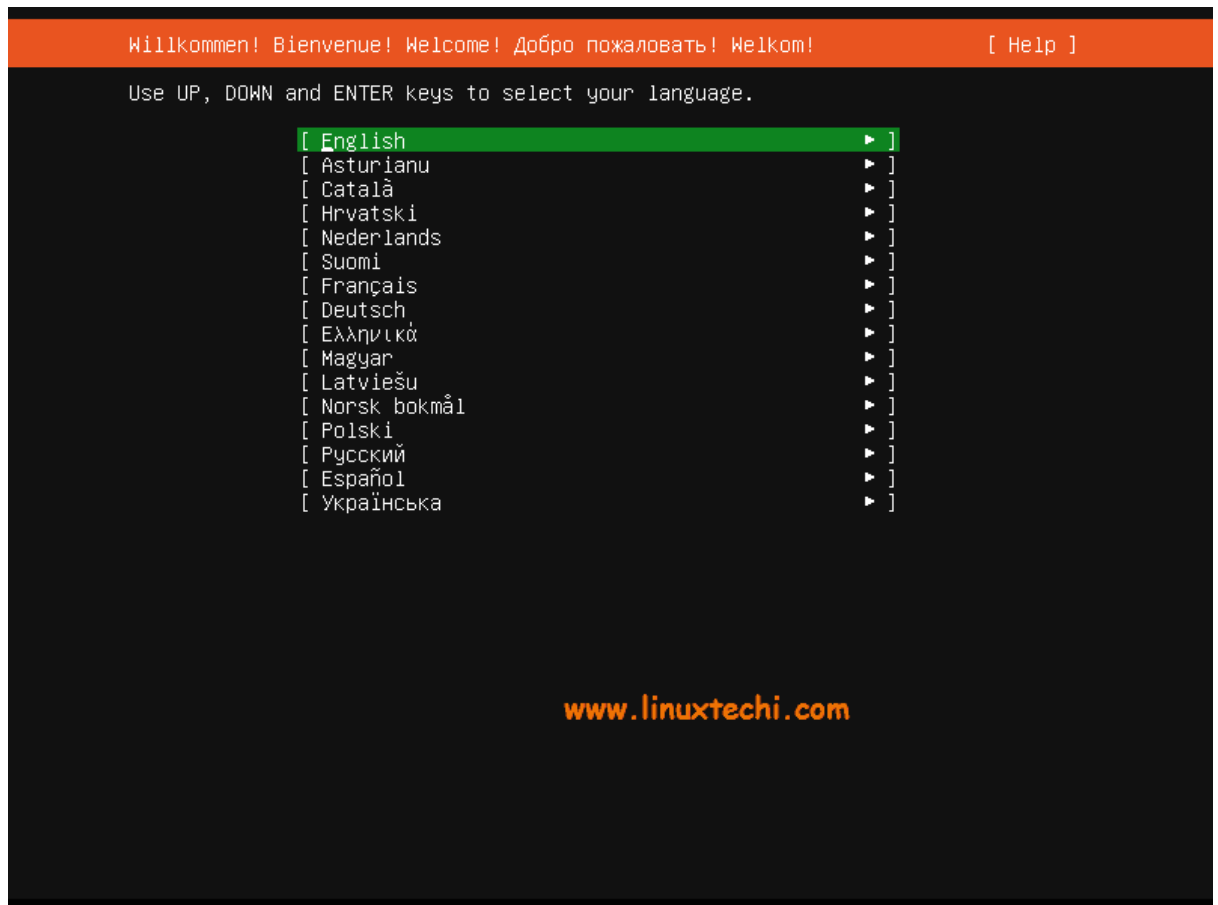 Willkommen! Bienvenue! Welcome! Добро пожаловать! Welkom! [ Help ]
Use UP, DOWN and ENTER keys to select your language.
[ English ► ]
[ Asturianu ► ]
[ Català ► ]
[ Hrvatski ► ]
[ Nederlands ► ]
[ Suomi ► ]
[ Français ► ]
[ Deutsch ► ]
[ Ελληνικά ► ]
[ Magyar ► ]
[ Latviešu ► ]
[ Norsk bokmål ► ]
[ Polski ► ]
[ Русский ► ]
[ Español ► ]
[ Українська ► ]
www.linuxtechi.com